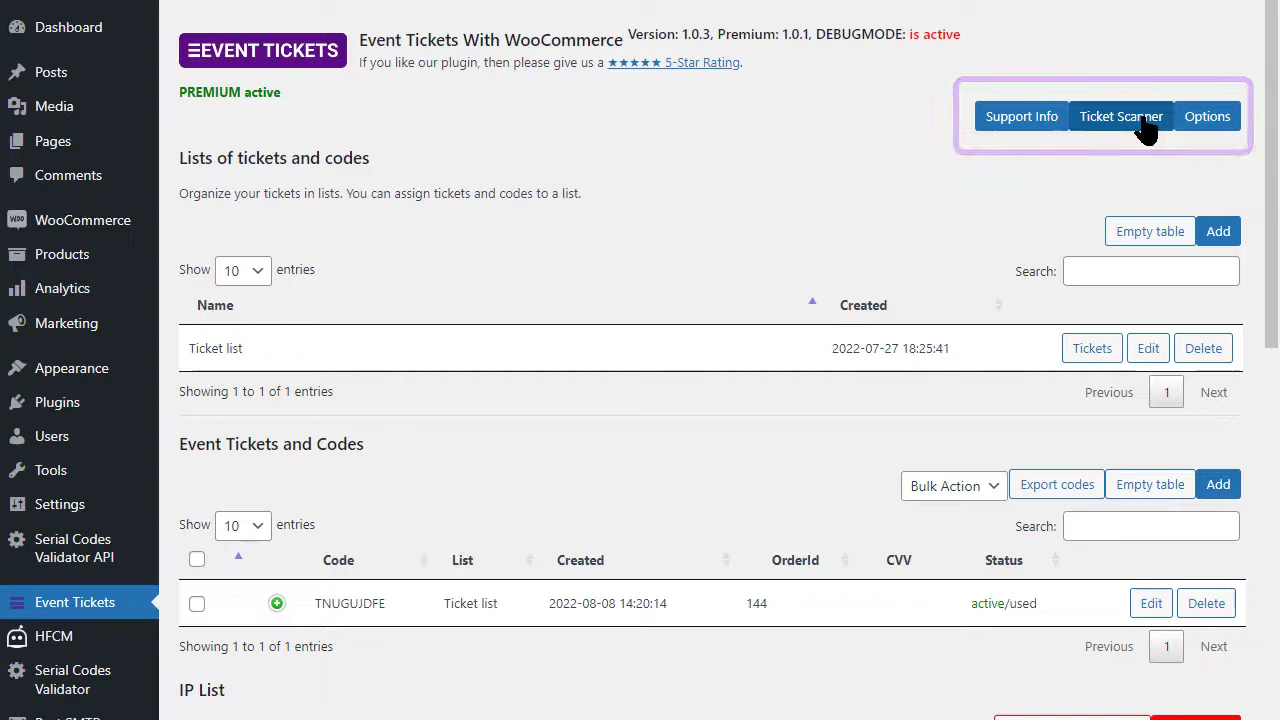 Dashboard
Posts
Media
Pages
Comments
WooCommerce
Products
Analytics
Marketing
Appearance
Plugins
Users
Tools
Settings
Serial Codes
Validator API
Event Tickets
HFCM
Serial Codes
Validator
EVENT TICKETS
Event Tickets With WooCommerce Version: 1.0.3, Premium: 1.0.1, DEBUGMODE: is active
If you like our plugin, then please give us a ★★★★★ 5-Star Rating.
PREMIUM active
Support Info Ticket Scanner Options
Lists of tickets and codes
Organize your tickets in lists. You can assign tickets and codes to a list.
Empty table Add
Show 10 entries Search:
Name Created
Ticket list 2022-07-27 18:25:41 Tickets Edit Delete
Showing 1 to 1 of 1 entries Previous 1 Next
Event Tickets and Codes
Bulk Action Export codes Empty table Add
Show 10 entries Search:
Code List Created OrderId CVV Status
TNUGUJDFE Ticket list 2022-08-08 14:20:14 144 active/used Edit Delete
Showing 1 to 1 of 1 entries Previous 1 Next
IP List